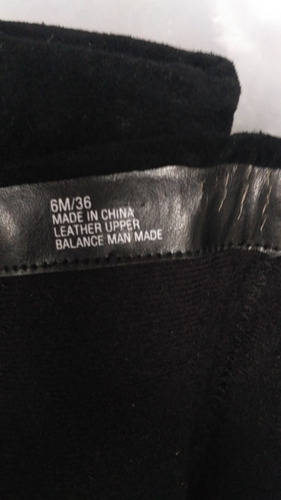 6M/36
MADE IN CHINA
LEATHER UPPER
BALANCE MAN MADE